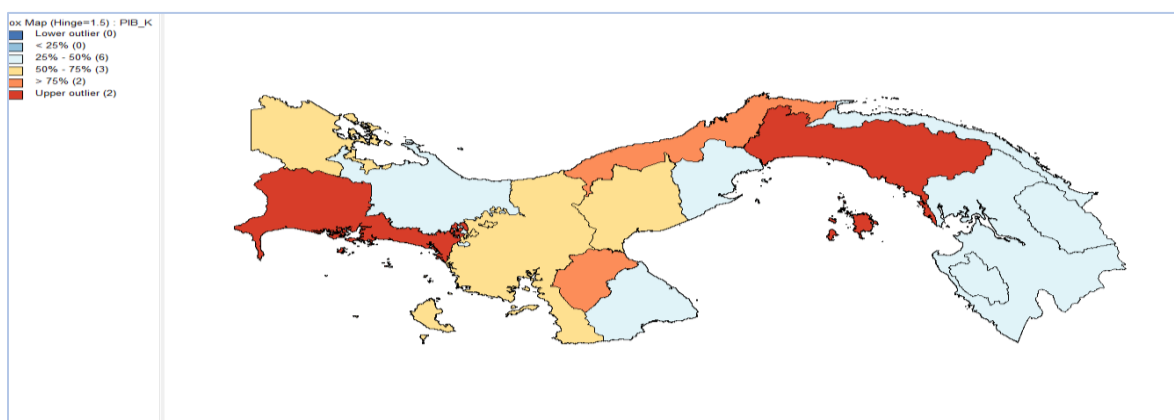 ox Map (Hinge=1.5) : PIB_K
Lower outlier (0)
< 25% (0)
25% - 50% (6)
50% - 75% (3)
> 75% (2)
Upper outlier (2)